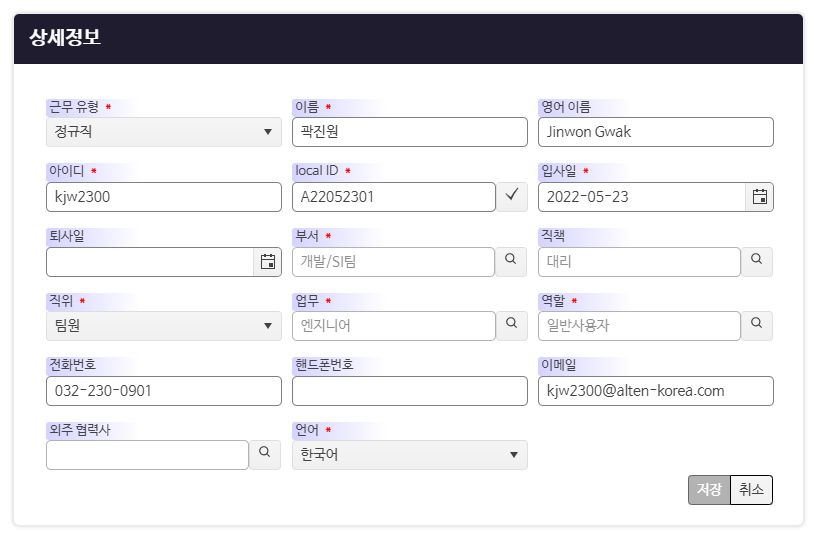 상세정보
근무 유형 * 이름 * 영어 이름
정규직 곽진원 Jinwon Gwak
아이디 * local ID * 입사일 *
kjw2300 A22052301 2022-05-23
퇴사일 부서 * 직책
개발/SI팀 대리
직위 * 업무 * 역할 *
팀원 엔지니어 일반사용자
전화번호 핸드폰번호 이메일
032-230-0901 kjw2300@alten-korea.com
외주 협력사 언어 *
한국어
저장 취소